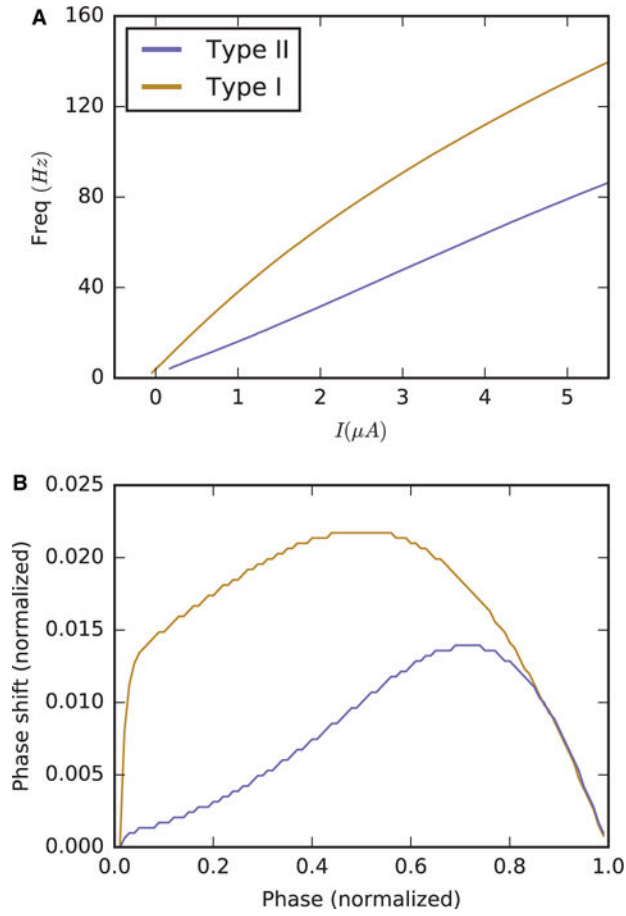 A
160
120
80
40
0
Freq (Hz)
Type II
Type I
0 1 2 3 4 5
I(μA)
B
0.025
0.020
0.015
0.010
0.005
0.000
Phase shift (normalized)
0.0 0.2 0.4 0.6 0.8 1.0
Phase (normalized)